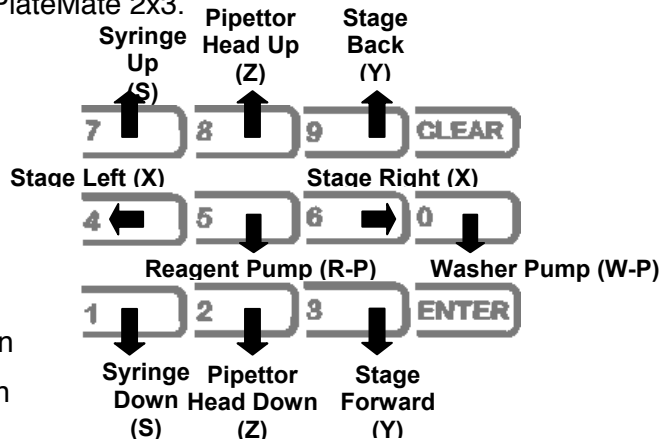 PlateMate 2x3.
Syringe Up (S)
Pipettor Head Up (Z)
Stage Back (Y)
7 8 9 CLEAR
Stage Left (X) Stage Right (X)
4 5 6 0
Reagent Pump (R-P) Washer Pump (W-P)
1 2 3 ENTER
n
n
Syringe Down (S)
Pipettor Head Down (Z)
Stage Forward (Y)